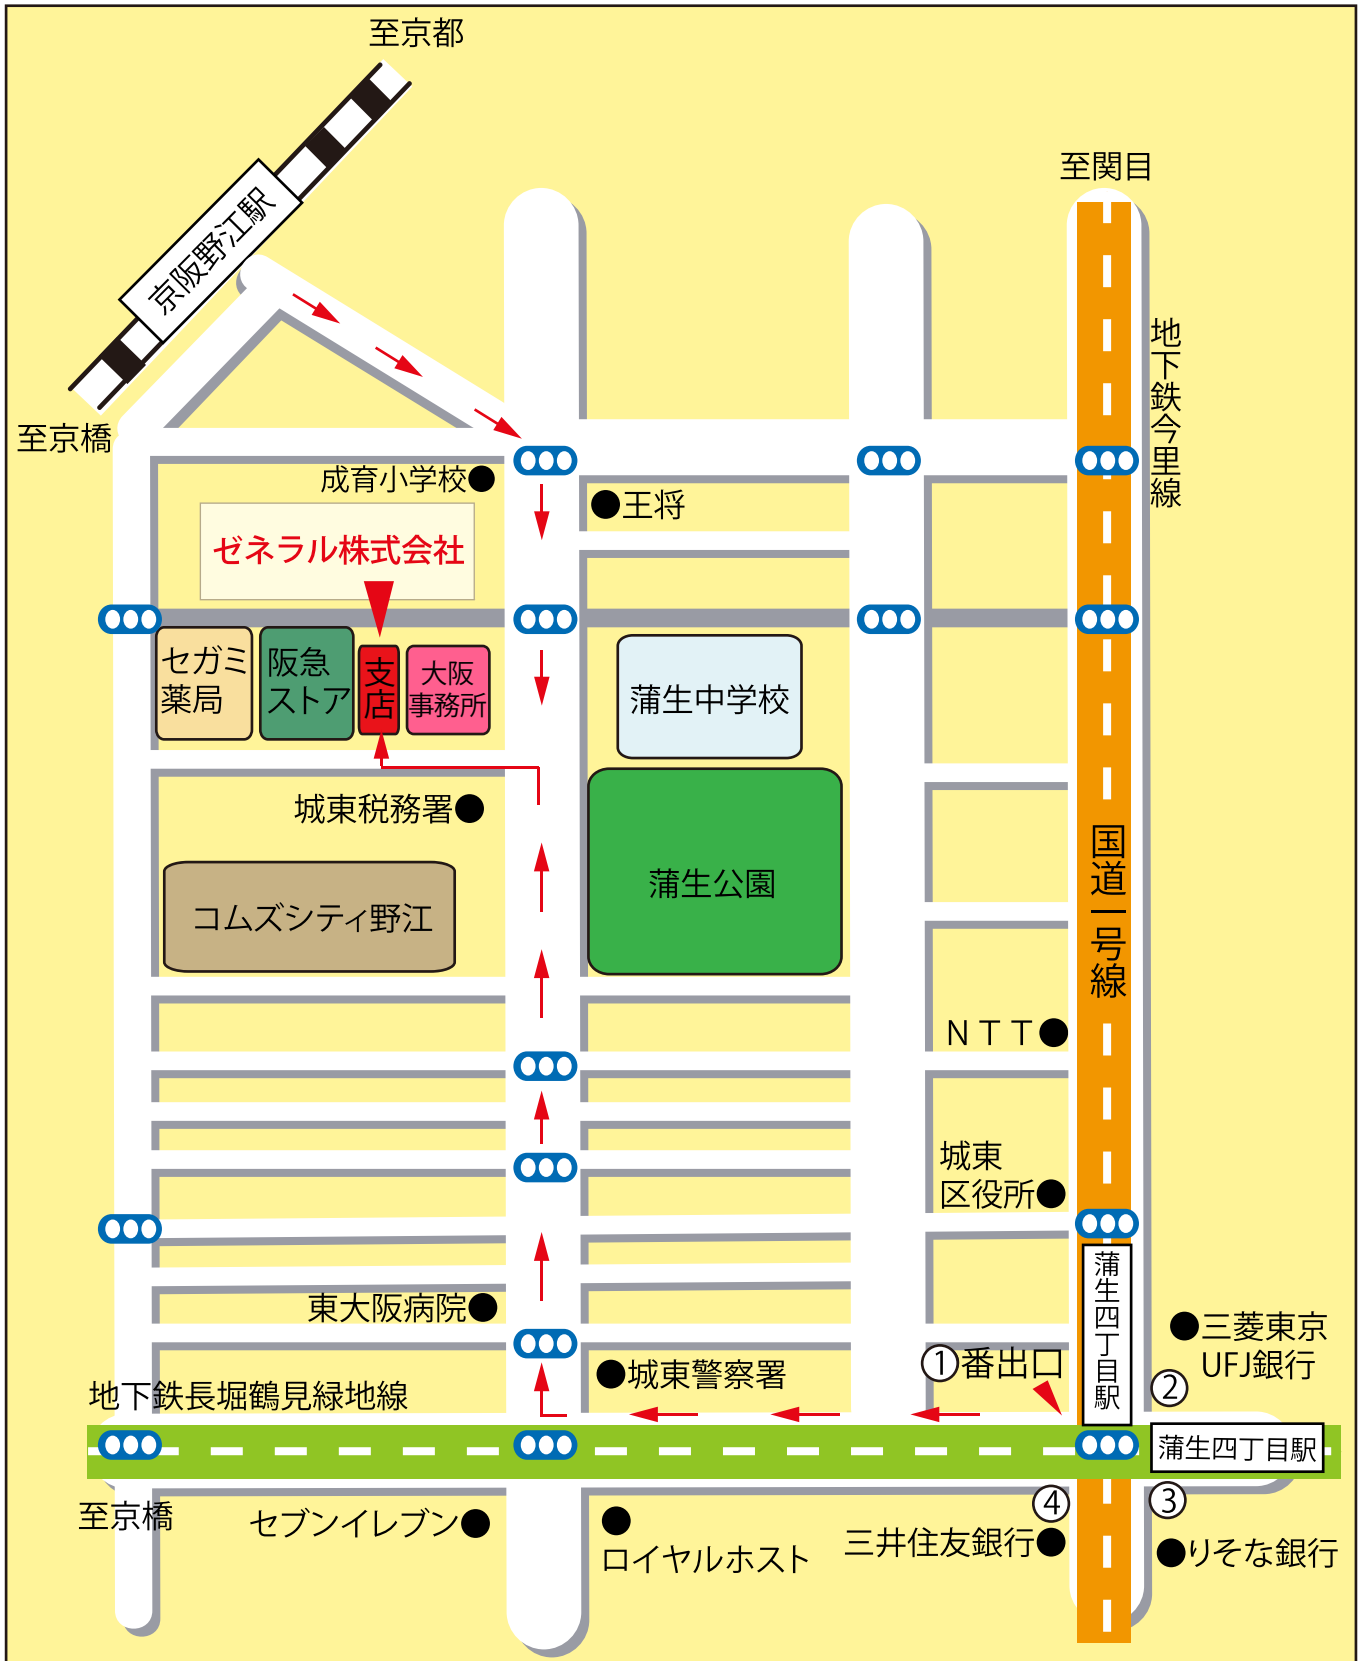 至京都
至関目
京阪野江駅
地下鉄今里線
至京橋
成育小学校
王将
ゼネラル株式会社
セガミ
薬局
阪急
ストア
支店
大阪
事務所
蒲生中学校
城東税務署
蒲生公園
国道一号線
コムズシティ野江
NTT
城東
区役所
東大阪病院
蒲生四丁目駅
三菱東京
UFJ銀行
①番出口
城東警察署
②
地下鉄長堀鶴見緑地線
蒲生四丁目駅
至京橋
セブンイレブン
ロイヤルホスト
④
③
三井住友銀行
りそな銀行